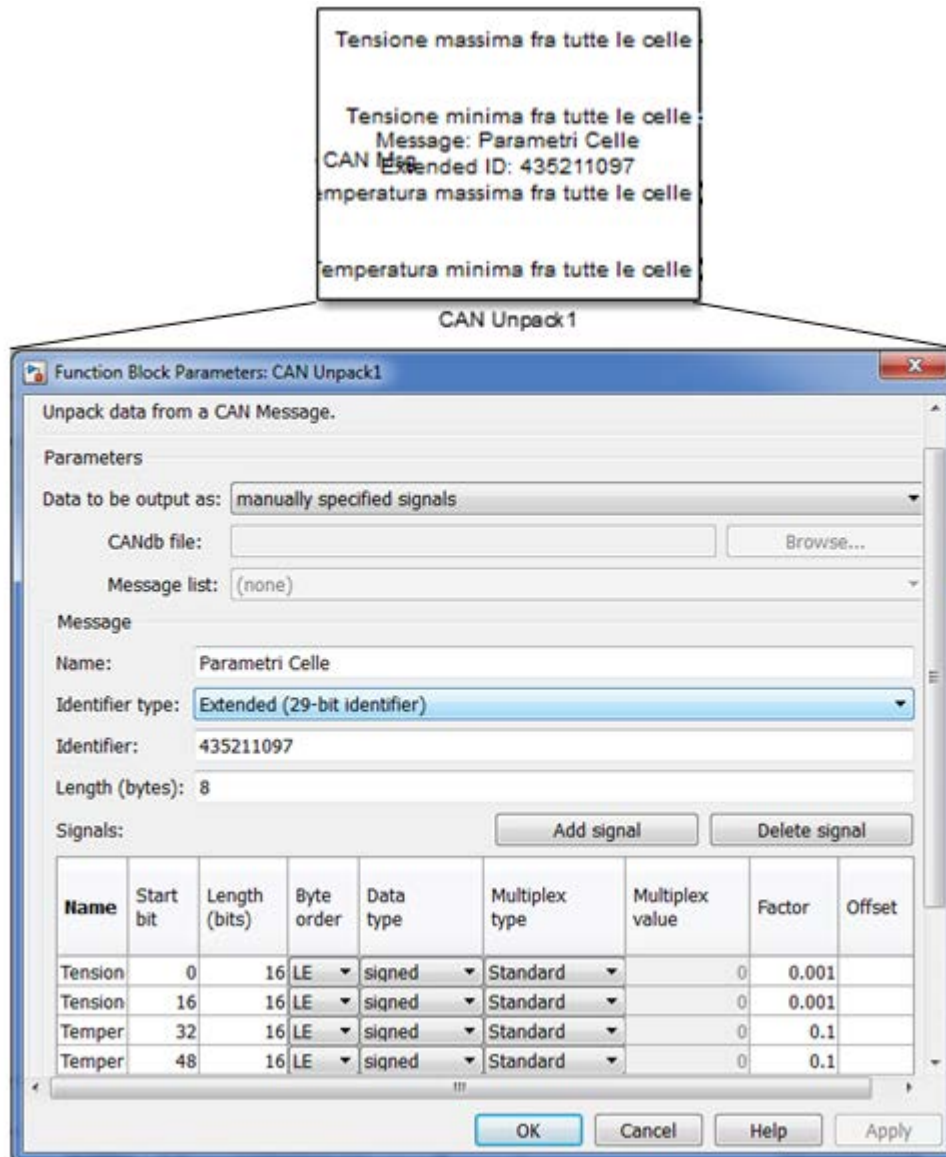 Tensione massima fra tutte le celle
Tensione minima fra tutte le celle
Message: Parametri Celle
CAN Msg
Extended ID: 435211097
emperatura massima fra tutte le celle
Temperatura minima fra tutte le celle
CAN Unpack1
Function Block Parameters: CAN Unpack1
Unpack data from a CAN Message.
Parameters
Data to be output as: manually specified signals
CANdb file: Browse...
Message list: (none)
Message
Name: Parametri Celle
Identifier type: Extended (29-bit identifier)
Identifier: 435211097
Length (bytes): 8
Signals: Add signal Delete signal
Name Start bit Length (bits) Byte order Data type Multiplex type Multiplex value Factor Offset
Tension 0 16 LE signed Standard 0 0.001
Tension 16 16 LE signed Standard 0 0.001
Temper 32 16 LE signed Standard 0 0.1
Temper 48 16 LE signed Standard 0 0.1
OK Cancel Help Apply